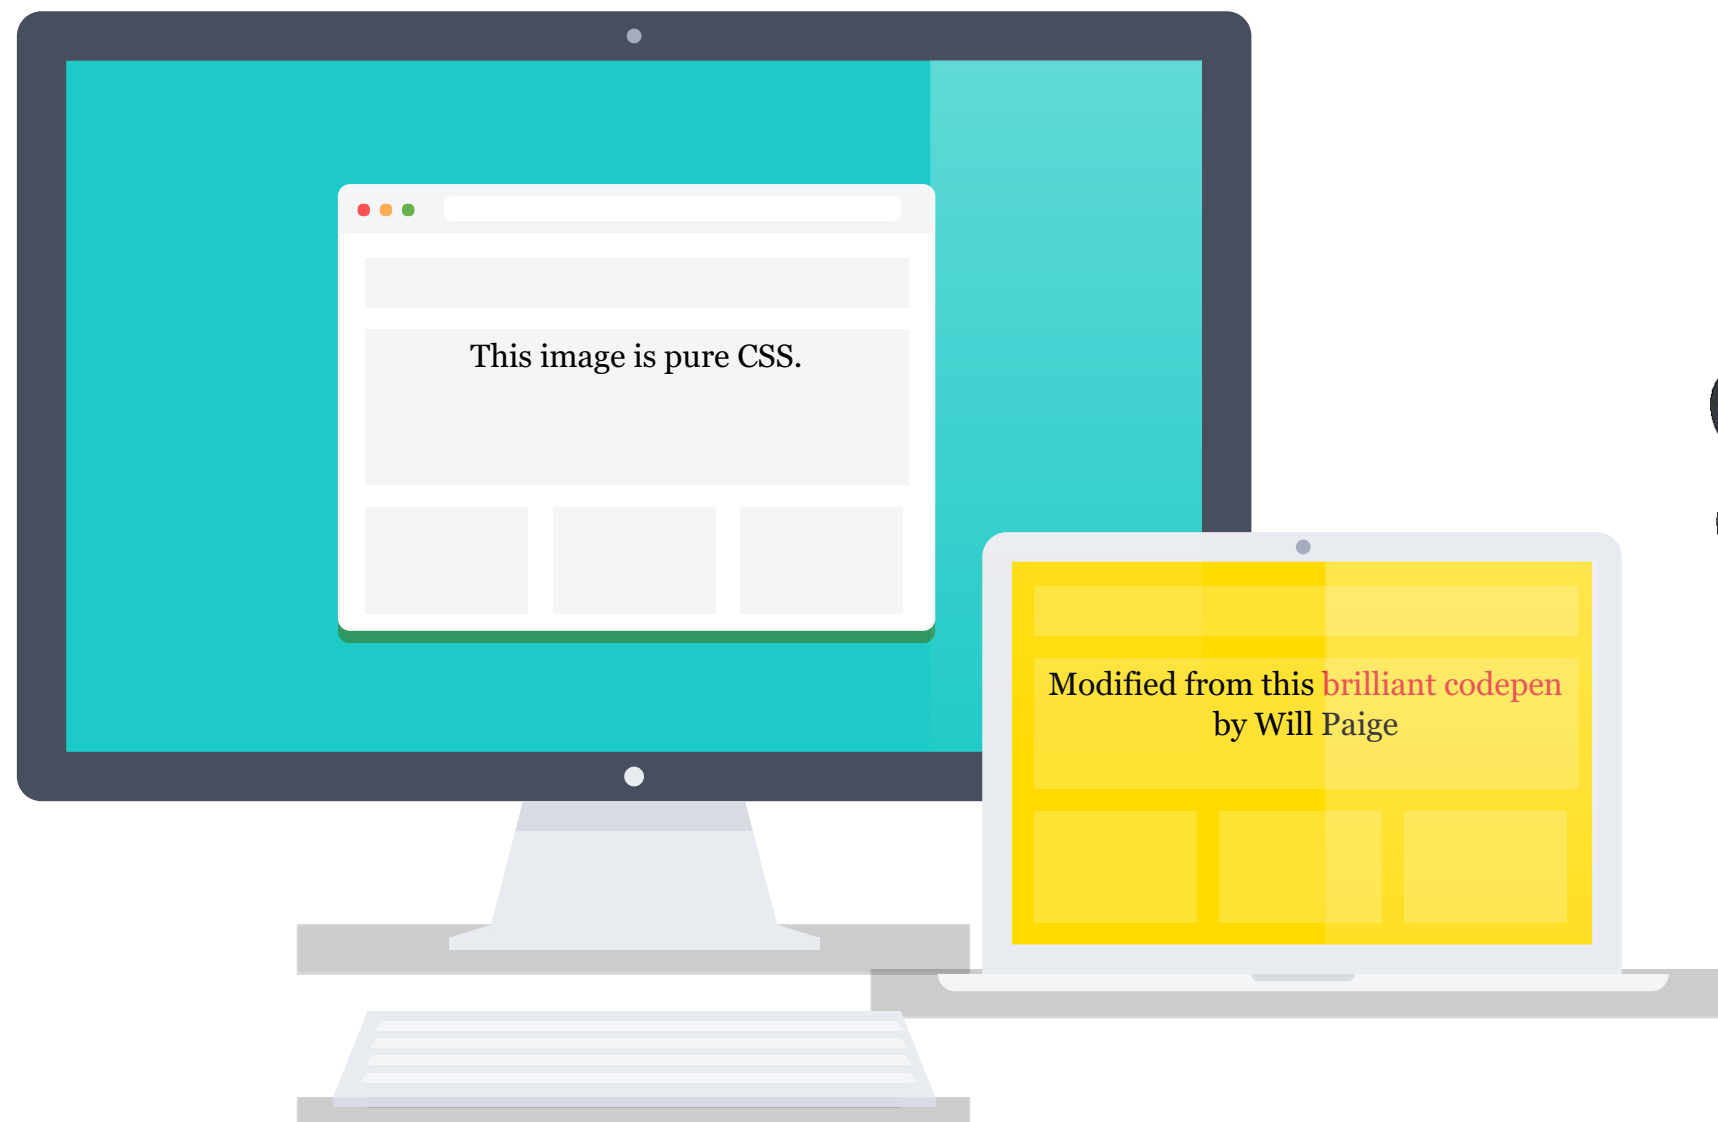 This image is pure CSS.
Modified from this brilliant codepen
by Will Paige